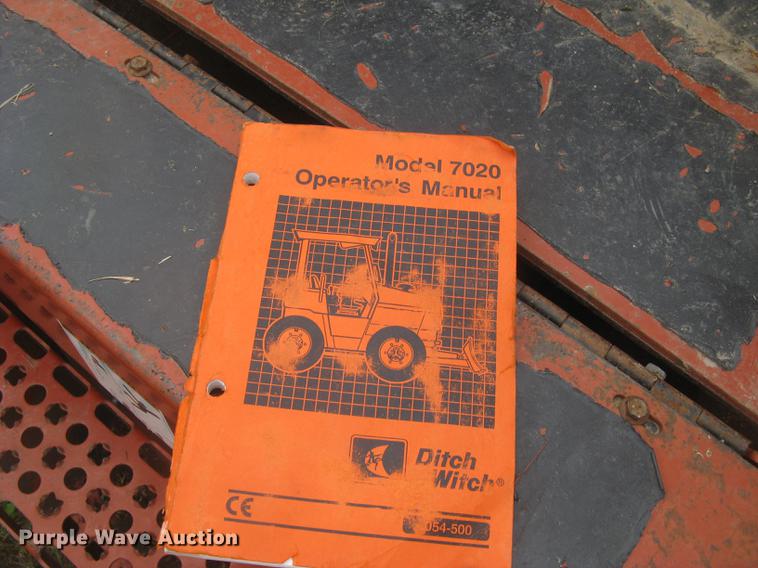 Model 7020
Operator's Manual
Ditch
Witch®
CE
054-500
Purple Wave Auction